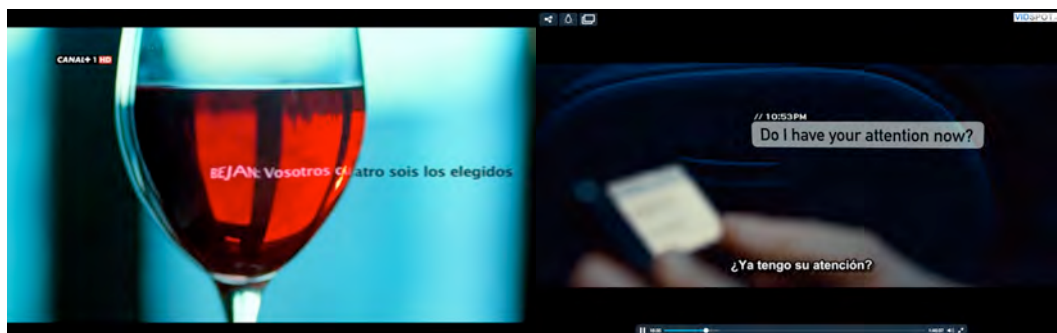 CANAL+ 1 HD
BEJAN: Vosotros cuatro sois los elegidos
VIDSPOT
// 10:53PM
Do I have your attention now?
¿Ya tengo su atención?